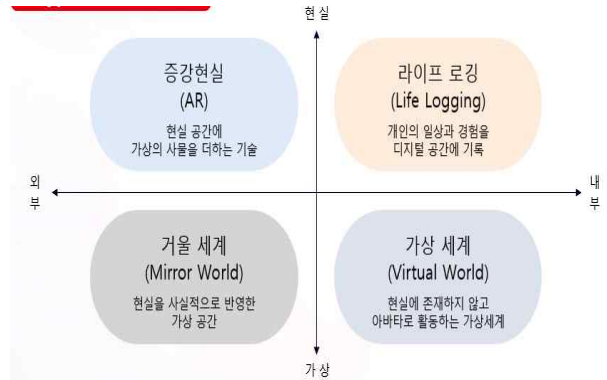 현실
증강현실
(AR)
현실 공간에
가상의 사물을 더하는 기술
라이프 로깅
(Life Logging)
개인의 일상과 경험을
디지털 공간에 기록
외
부
내
부
거울 세계
(Mirror World)
현실을 사실적으로 반영한
가상 공간
가상 세계
(Virtual World)
현실에 존재하지 않고
아바타로 활동하는 가상세계
가상